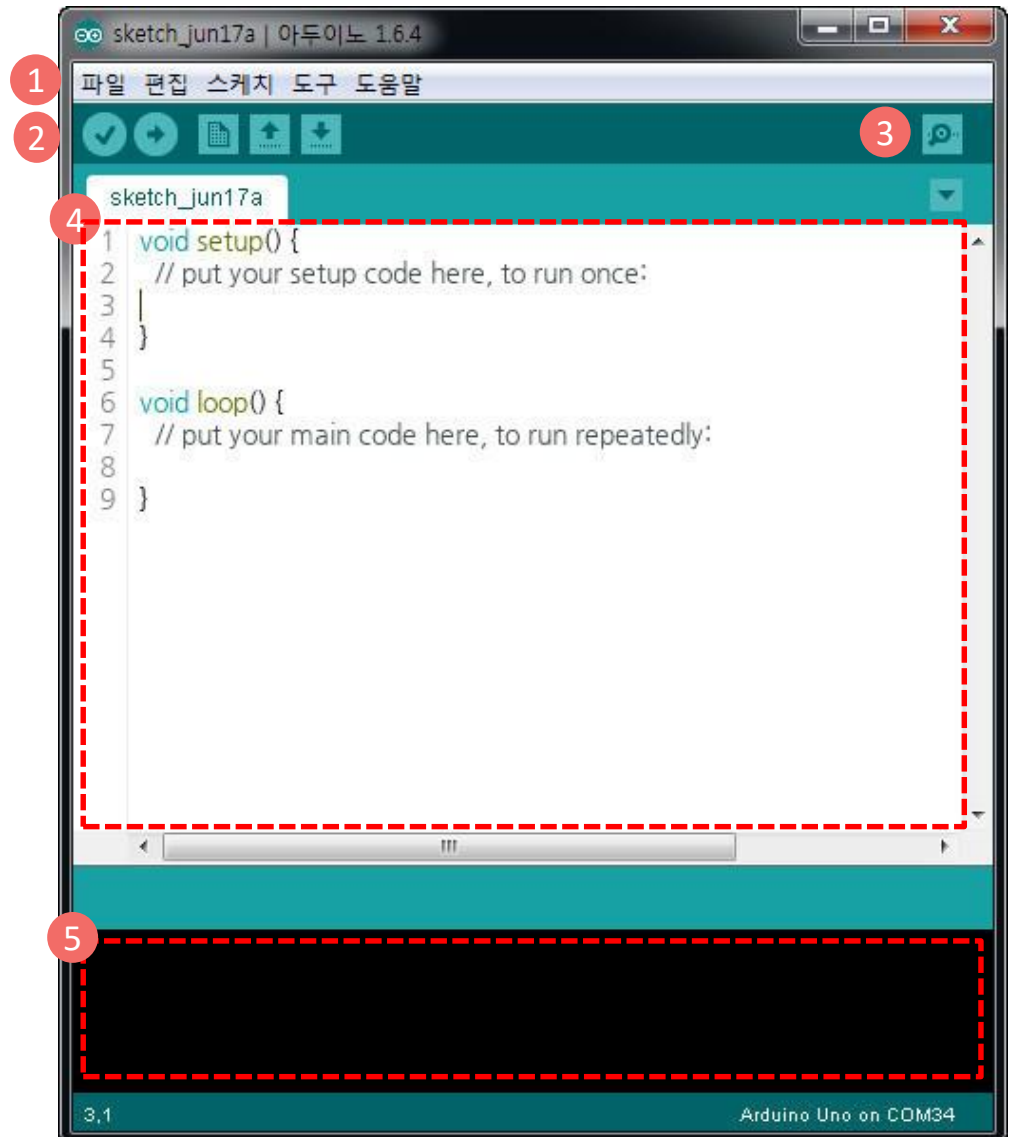 sketch_jun17a | 아두이노 1.6.4
1
파일 편집 스케치 도구 도움말
2
3
sketch_jun17a
4
1 void setup() {
2 // put your setup code here, to run once:
3
4 }
5
6 void loop() {
7 // put your main code here, to run repeatedly:
8
9 }
5
3,1 Arduino Uno on COM34